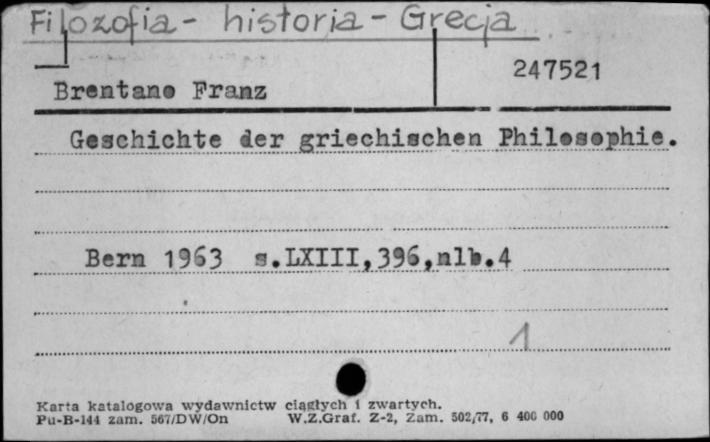 Filozofia - historia - Grecja
247521
Brentano Franz
Geschichte der griechischen Philosophie.
Bern 1963 s.LXIII,396,nlb.4
1
Karta katalogowa wydawnictw ciągłych i zwartych.
Pu-B-144 zam. 567/DW/On W.Z.Graf. Z-2, Zam. 502/77, 6 400 000